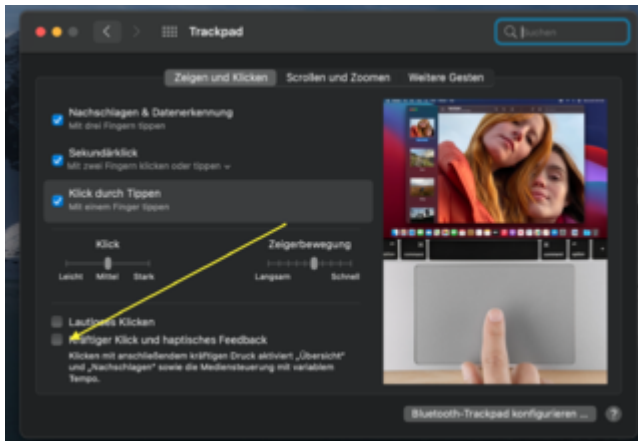 Trackpad
Suchen
Zeigen und Klicken
Scrollen und Zoomen
Weitere Gesten
Nachschlagen & Datenerkennung
Mit drei Fingern tippen
Sekundärklick
Mit zwei Fingern klicken oder tippen
Klick durch Tippen
Mit einem Finger tippen
Klick
Zeigerbewegung
Leicht Mittel Stark
Langsam Schnell
Lautloses Klicken
Kräftiger Klick und haptisches Feedback
Klicken mit anschließendem kräftigen Druck aktiviert „Übersicht“
und „Nachschlagen“ sowie die Mediensteuerung mit variablem
Tempo.
Bluetooth-Trackpad konfigurieren ...
?